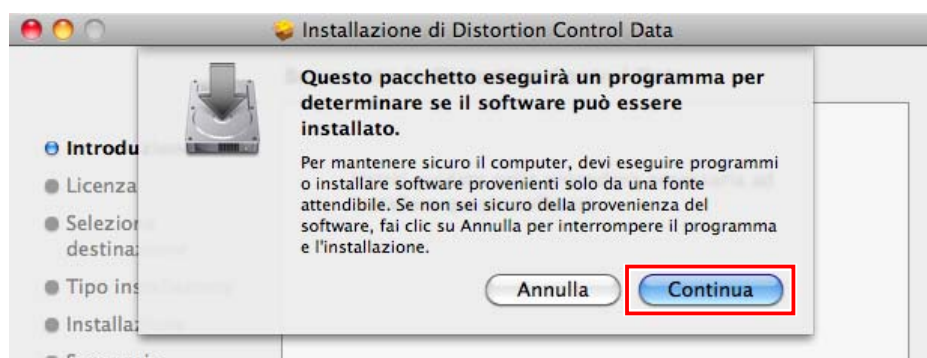 Installazione di Distortion Control Data
Questo pacchetto eseguirà un programma per
determinare se il software può essere
installato.
Per mantenere sicuro il computer, devi eseguire programmi
o installare software provenienti solo da una fonte
attendibile. Se non sei sicuro della provenienza del
software, fai clic su Annulla per interrompere il programma
e l'installazione.
Annulla
Continua
Introdu
Licenza
Selezion
destina
Tipo ins
Installaz